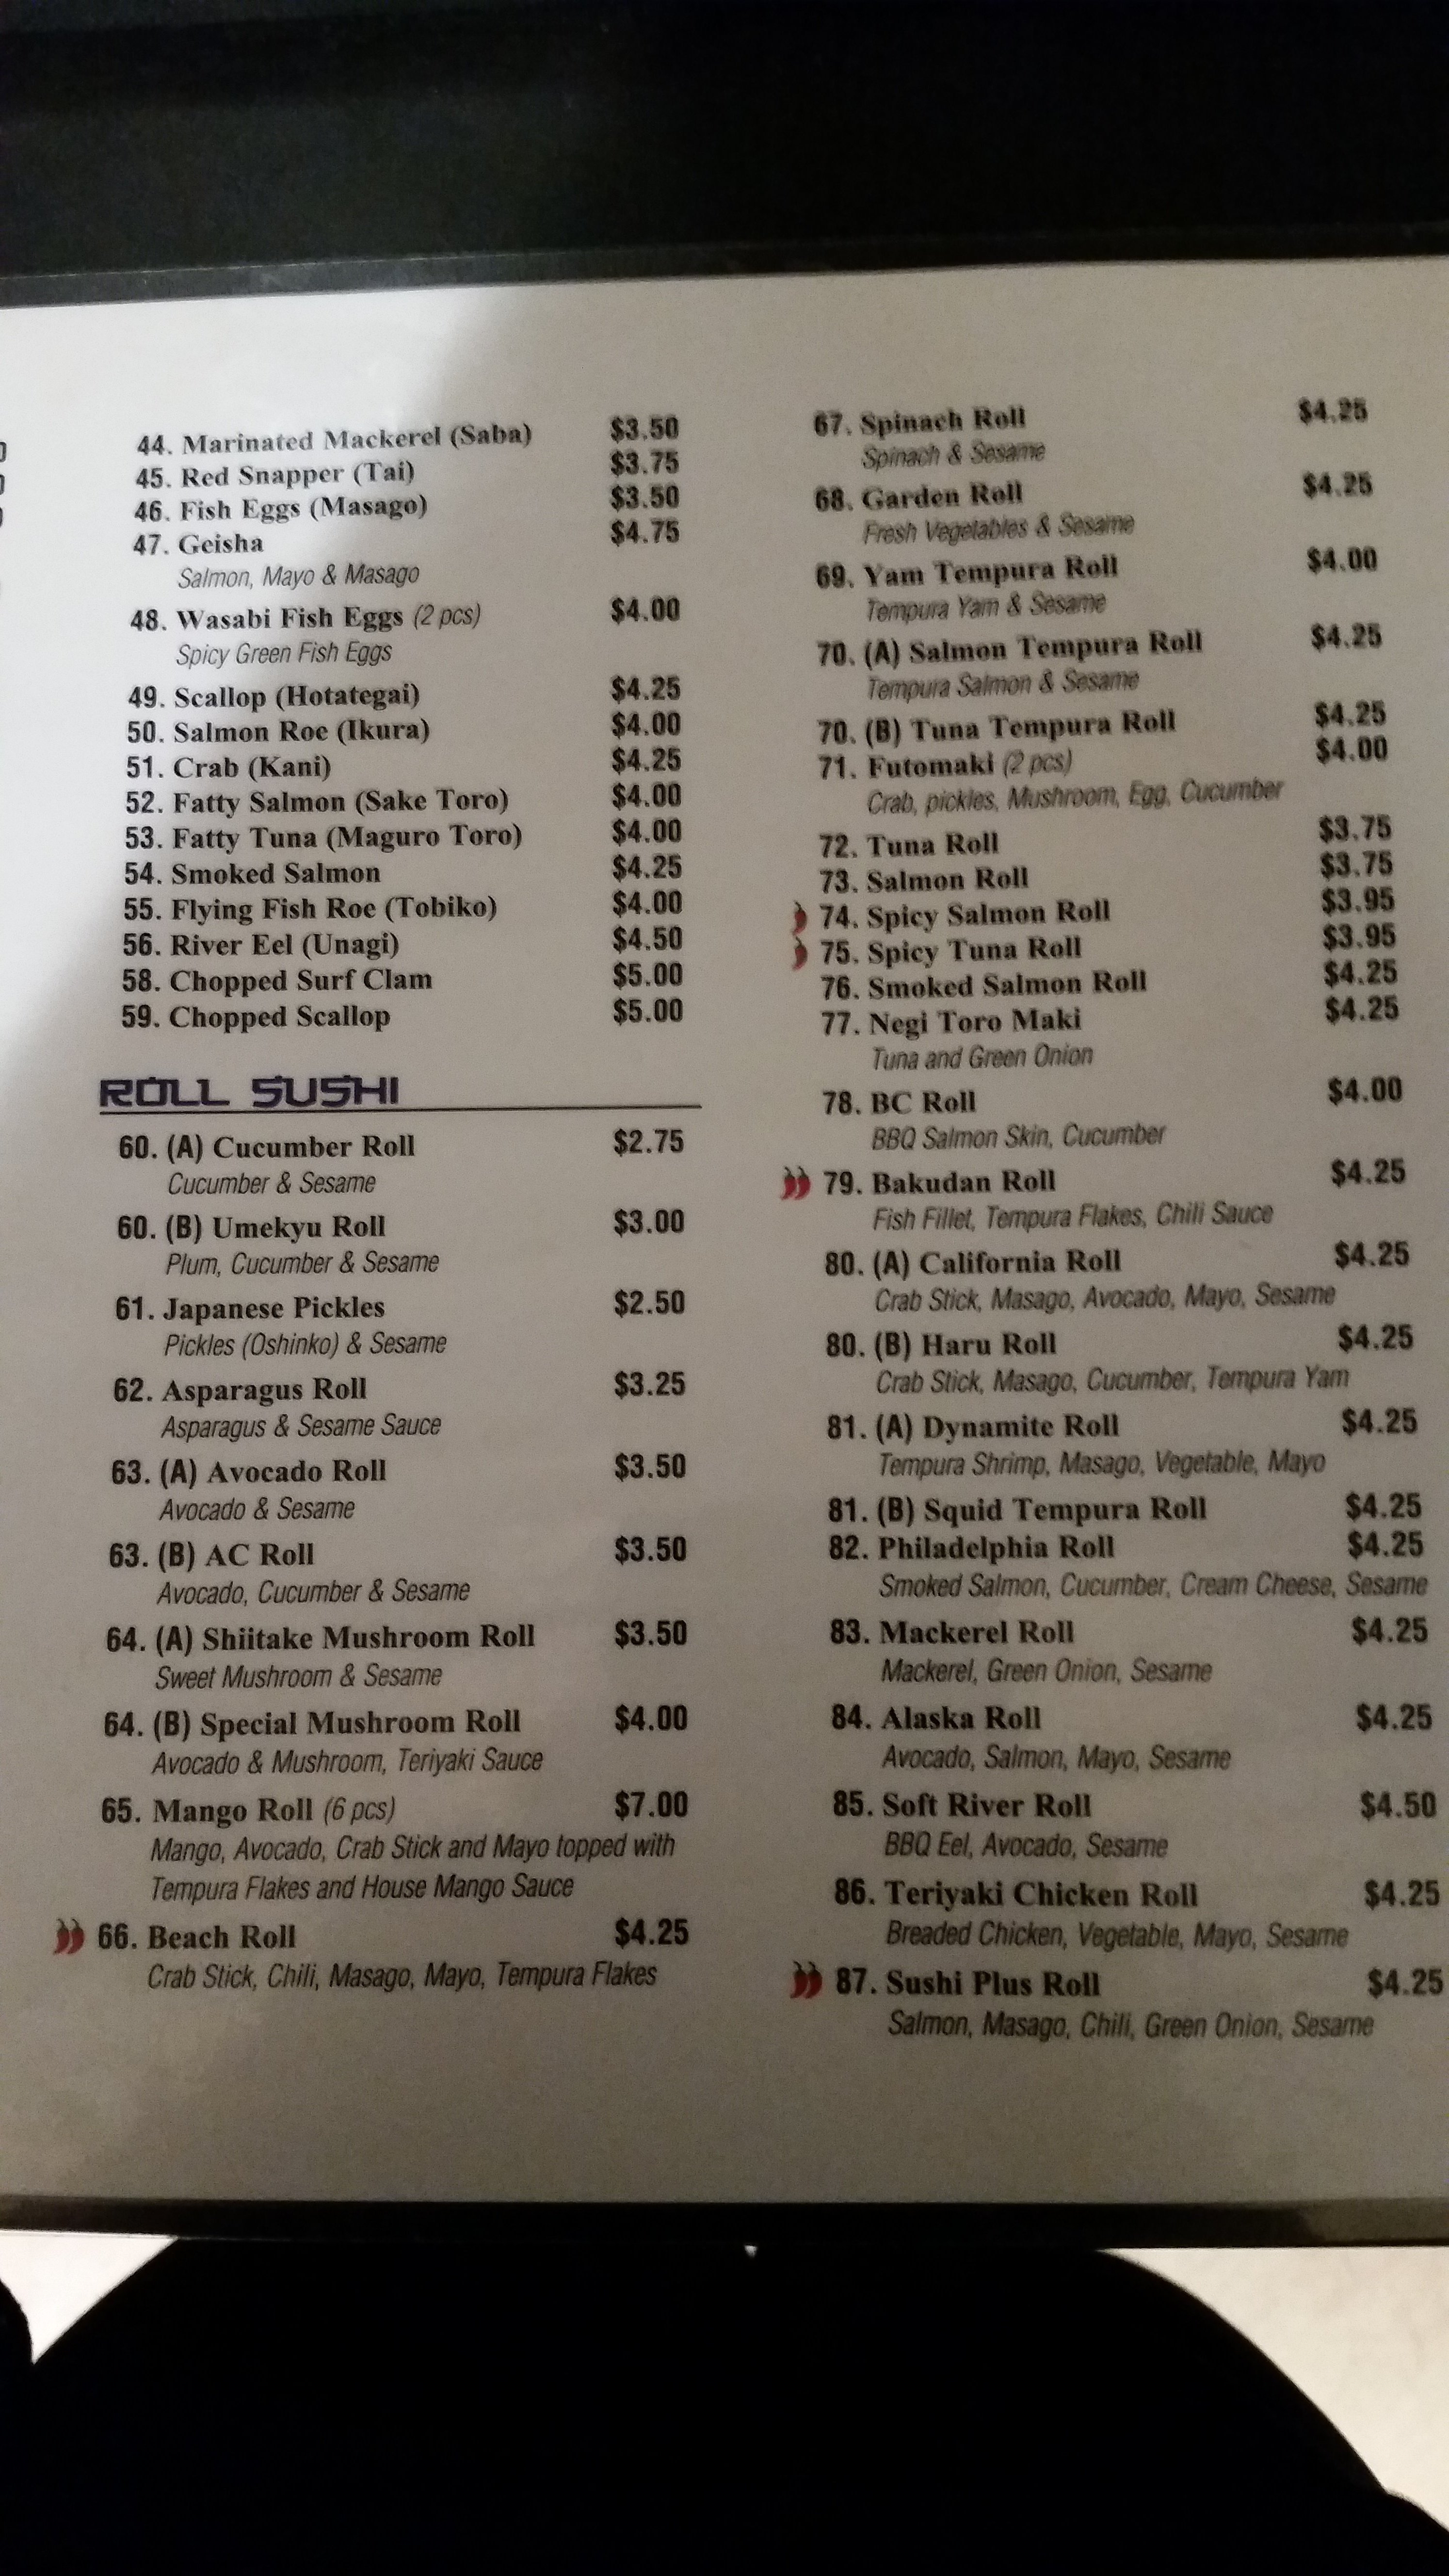 44. Marinated Mackerel (Saba) $3.50
45. Red Snapper (Tai) $3.75
46. Fish Eggs (Masago) $3.50
47. Geisha $4.75
Salmon, Mayo & Masago
48. Wasabi Fish Eggs (2 pcs) $4.00
Spicy Green Fish Eggs
49. Scallop (Hotategai) $4.25
50. Salmon Roe (Ikura) $4.00
51. Crab (Kani) $4.25
52. Fatty Salmon (Sake Toro) $4.00
53. Fatty Tuna (Maguro Toro) $4.00
54. Smoked Salmon $4.25
55. Flying Fish Roe (Tobiko) $4.00
56. River Eel (Unagi) $4.50
58. Chopped Surf Clam $5.00
59. Chopped Scallop $5.00
ROLL SUSHI
60. (A) Cucumber Roll $2.75
Cucumber & Sesame
60. (B) Umekyu Roll $3.00
Plum, Cucumber & Sesame
61. Japanese Pickles $2.50
Pickles (Oshinko) & Sesame
62. Asparagus Roll $3.25
Asparagus & Sesame Sauce
63. (A) Avocado Roll $3.50
Avocado & Sesame
63. (B) AC Roll $3.50
Avocado, Cucumber & Sesame
64. (A) Shiitake Mushroom Roll $3.50
Sweet Mushroom & Sesame
64. (B) Special Mushroom Roll $4.00
Avocado & Mushroom, Teriyaki Sauce
65. Mango Roll (6 pcs) $7.00
Mango, Avocado, Crab Stick and Mayo topped with
Tempura Flakes and House Mango Sauce
66. Beach Roll $4.25
Crab Stick, Chili, Masago, Mayo, Tempura Flakes
67. Spinach Roll $4.25
Spinach & Sesame
68. Garden Roll $4.25
Fresh Vegetables & Sesame
69. Yam Tempura Roll $4.00
Tempura Yam & Sesame
70. (A) Salmon Tempura Roll $4.25
Tempura Salmon & Sesame
70. (B) Tuna Tempura Roll $4.25
71. Futomaki (2 pcs) $4.00
Crab, pickles, Mushroom, Egg, Cucumber
72. Tuna Roll $3.75
73. Salmon Roll $3.75
74. Spicy Salmon Roll $3.95
75. Spicy Tuna Roll $3.95
76. Smoked Salmon Roll $4.25
77. Negi Toro Maki $4.25
Tuna and Green Onion
78. BC Roll $4.00
BBQ Salmon Skin, Cucumber
79. Bakudan Roll $4.25
Fish Fillet, Tempura Flakes, Chili Sauce
80. (A) California Roll $4.25
Crab Stick, Masago, Avocado, Mayo, Sesame
80. (B) Haru Roll $4.25
Crab Stick, Masago, Cucumber, Tempura Yam
81. (A) Dynamite Roll $4.25
Tempura Shrimp, Masago, Vegetable, Mayo
81. (B) Squid Tempura Roll $4.25
82. Philadelphia Roll $4.25
Smoked Salmon, Cucumber, Cream Cheese, Sesame
83. Mackerel Roll $4.25
Mackerel, Green Onion, Sesame
84. Alaska Roll $4.25
Avocado, Salmon, Mayo, Sesame
85. Soft River Roll $4.50
BBQ Eel, Avocado, Sesame
86. Teriyaki Chicken Roll $4.25
Breaded Chicken, Vegetable, Mayo, Sesame
87. Sushi Plus Roll $4.25
Salmon, Masago, Chili, Green Onion, Sesame